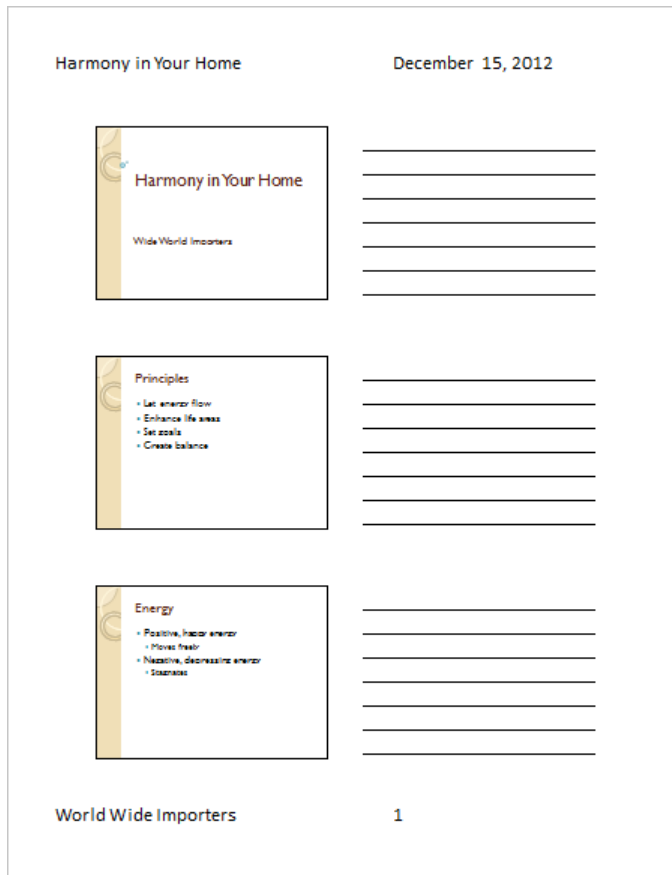 Harmony in Your Home December 15, 2012
Harmony in Your Home
Wide World Importers
Principles
• Let energy flow
• Enhance life areas
• Set goals
• Create balance
Energy
• Positive, happy energy
• Moves freely
• Negative, depressing energy
• Stagnates
World Wide Importers 1